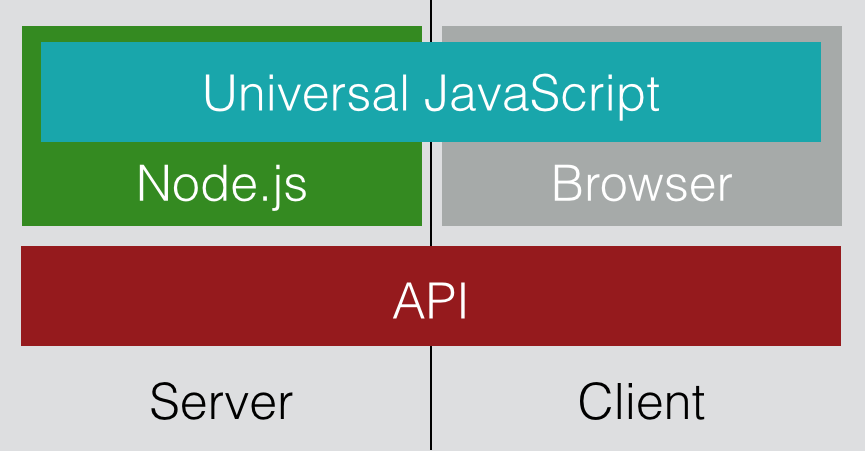 Universal JavaScript
Node.js
Browser
API
Server
Client